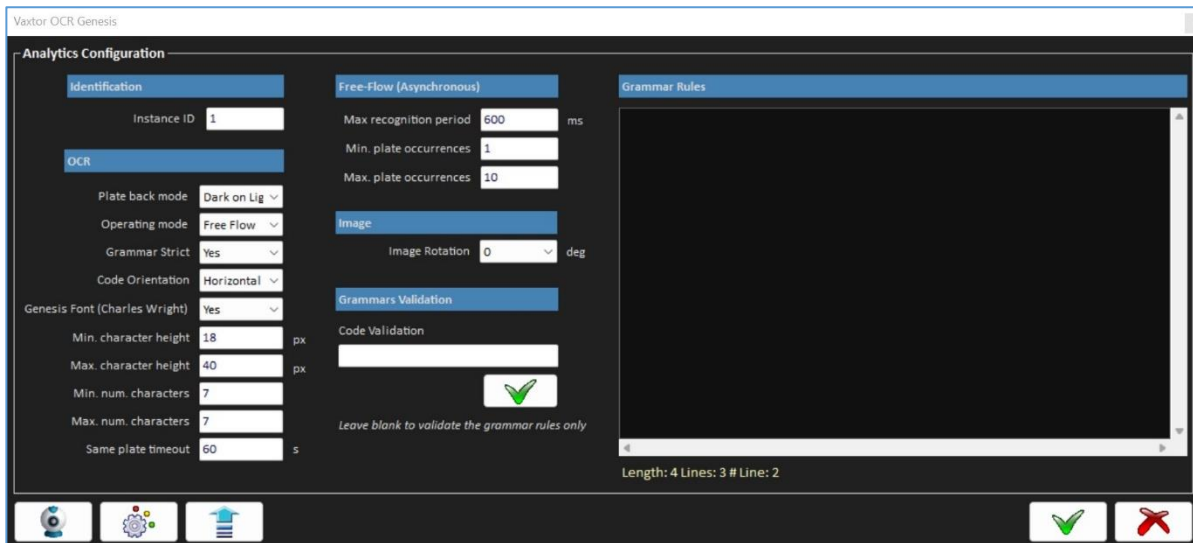 Vaxtor OCR Genesis
Analytics Configuration
Identification
Instance ID 1
OCR
Plate back mode Dark on Lig
Operating mode Free Flow
Grammar Strict Yes
Code Orientation Horizontal
Genesis Font (Charles Wright) Yes
Min. character height 18 px
Max. character height 40 px
Min. num. characters 7
Max. num. characters 7
Same plate timeout 60 s
Free-Flow (Asynchronous)
Max recognition period 600 ms
Min. plate occurrences 1
Max. plate occurrences 10
Image
Image Rotation 0 deg
Grammars Validation
Code Validation
Leave blank to validate the grammar rules only
Grammar Rules
Length: 4 Lines: 3 # Line: 2